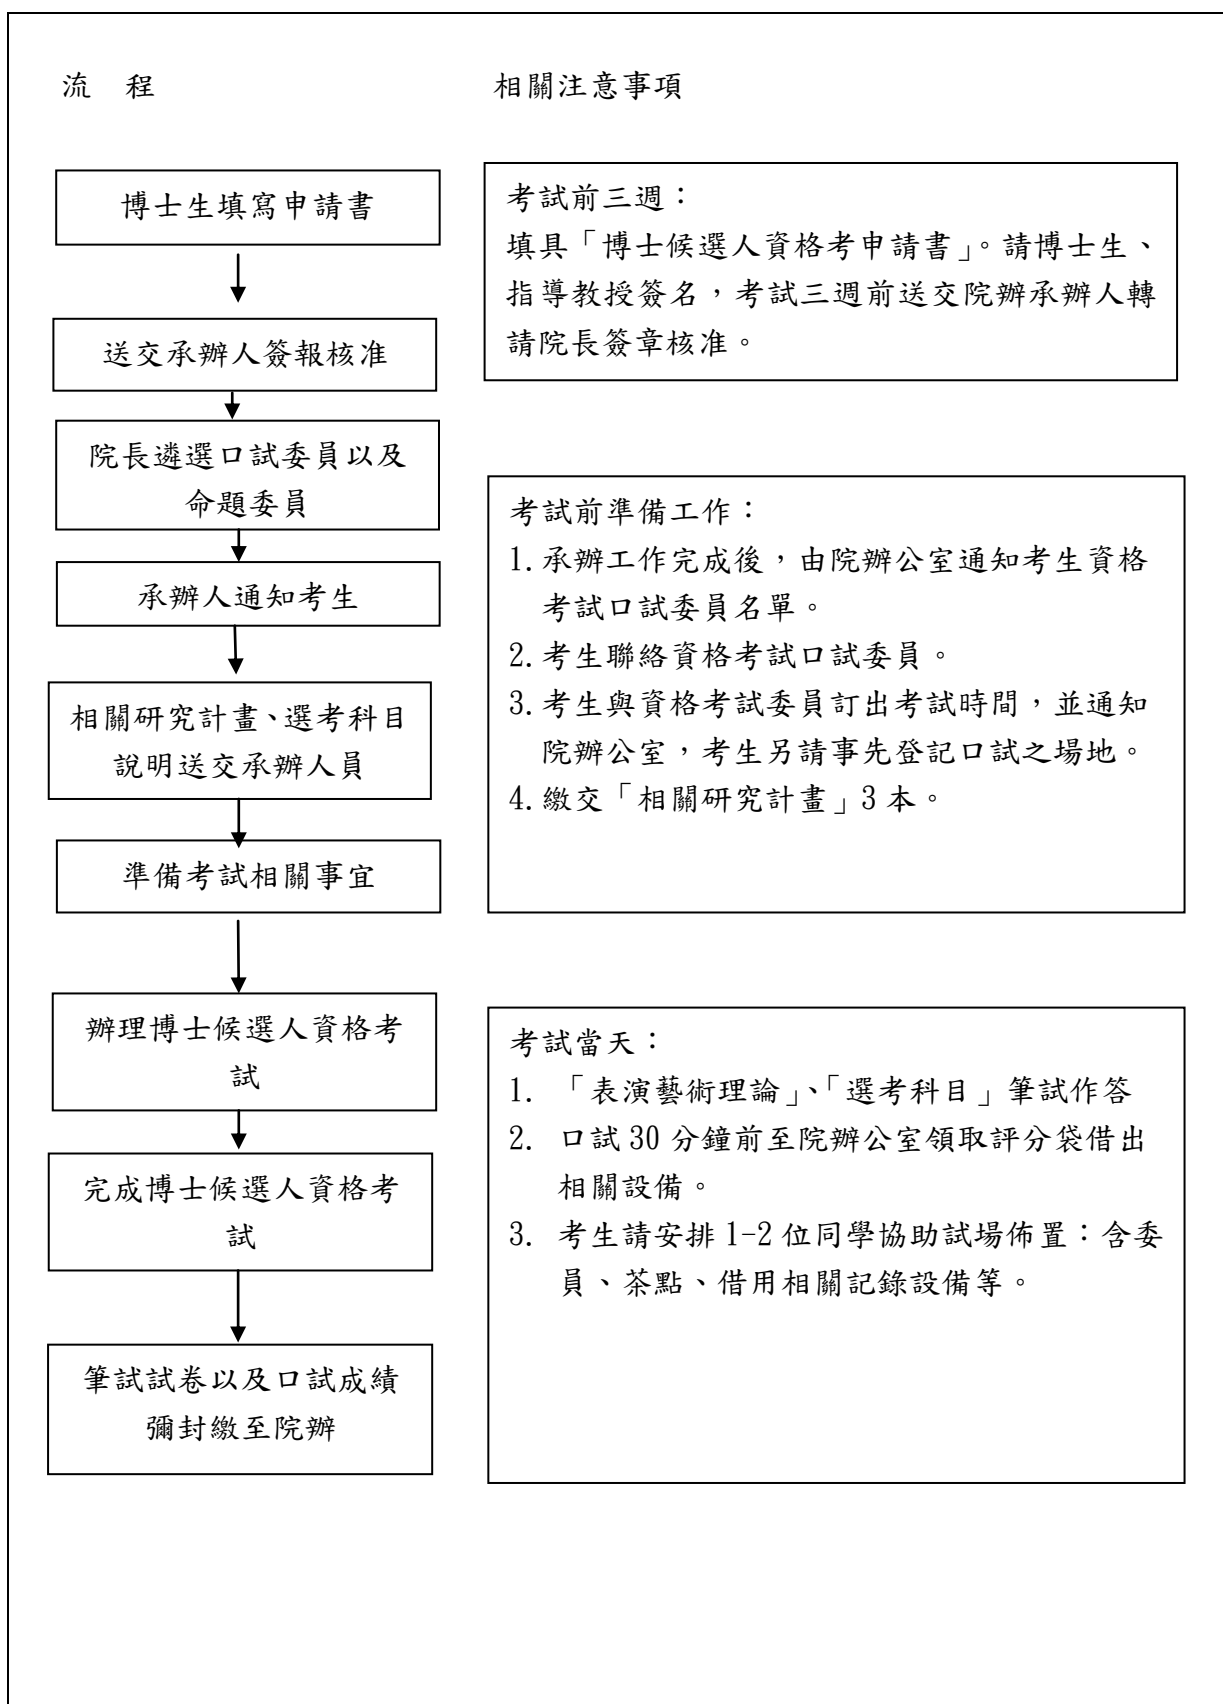 流　程
相關注意事項
博士生填寫申請書
送交承辦人簽報核准
院長遴選口試委員以及
命題委員
承辦人通知考生
相關研究計畫、選考科目
說明送交承辦人員
準備考試相關事宜
辦理博士候選人資格考
試
完成博士候選人資格考
試
筆試試卷以及口試成績
彌封繳至院辦
考試前三週：
填具「博士候選人資格考申請書」。請博士生、
指導教授簽名，考試三週前送交院辦承辦人轉
請院長簽章核准。
考試前準備工作：
1.承辦工作完成後，由院辦公室通知考生資格
考試口試委員名單。
2.考生聯絡資格考試口試委員。
3.考生與資格考試委員訂出考試時間，並通知
院辦公室，考生另請事先登記口試之場地。
4.繳交「相關研究計畫」3 本。
考試當天：
1. 「表演藝術理論」、「選考科目」筆試作答
2. 口試 30 分鐘前至院辦公室領取評分袋借出
相關設備。
3. 考生請安排 1-2 位同學協助試場佈置：含委
員、茶點、借用相關記錄設備等。